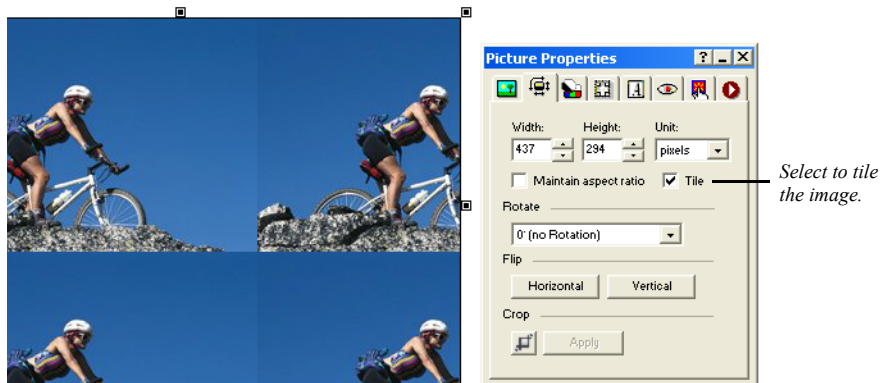 Picture Properties
A
Width: Height: Unit:
437 294 pixels
Maintain aspect ratio Tile
Select to tile
the image.
Rotate
0° (no Rotation)
Flip
Horizontal Vertical
Crop
Apply